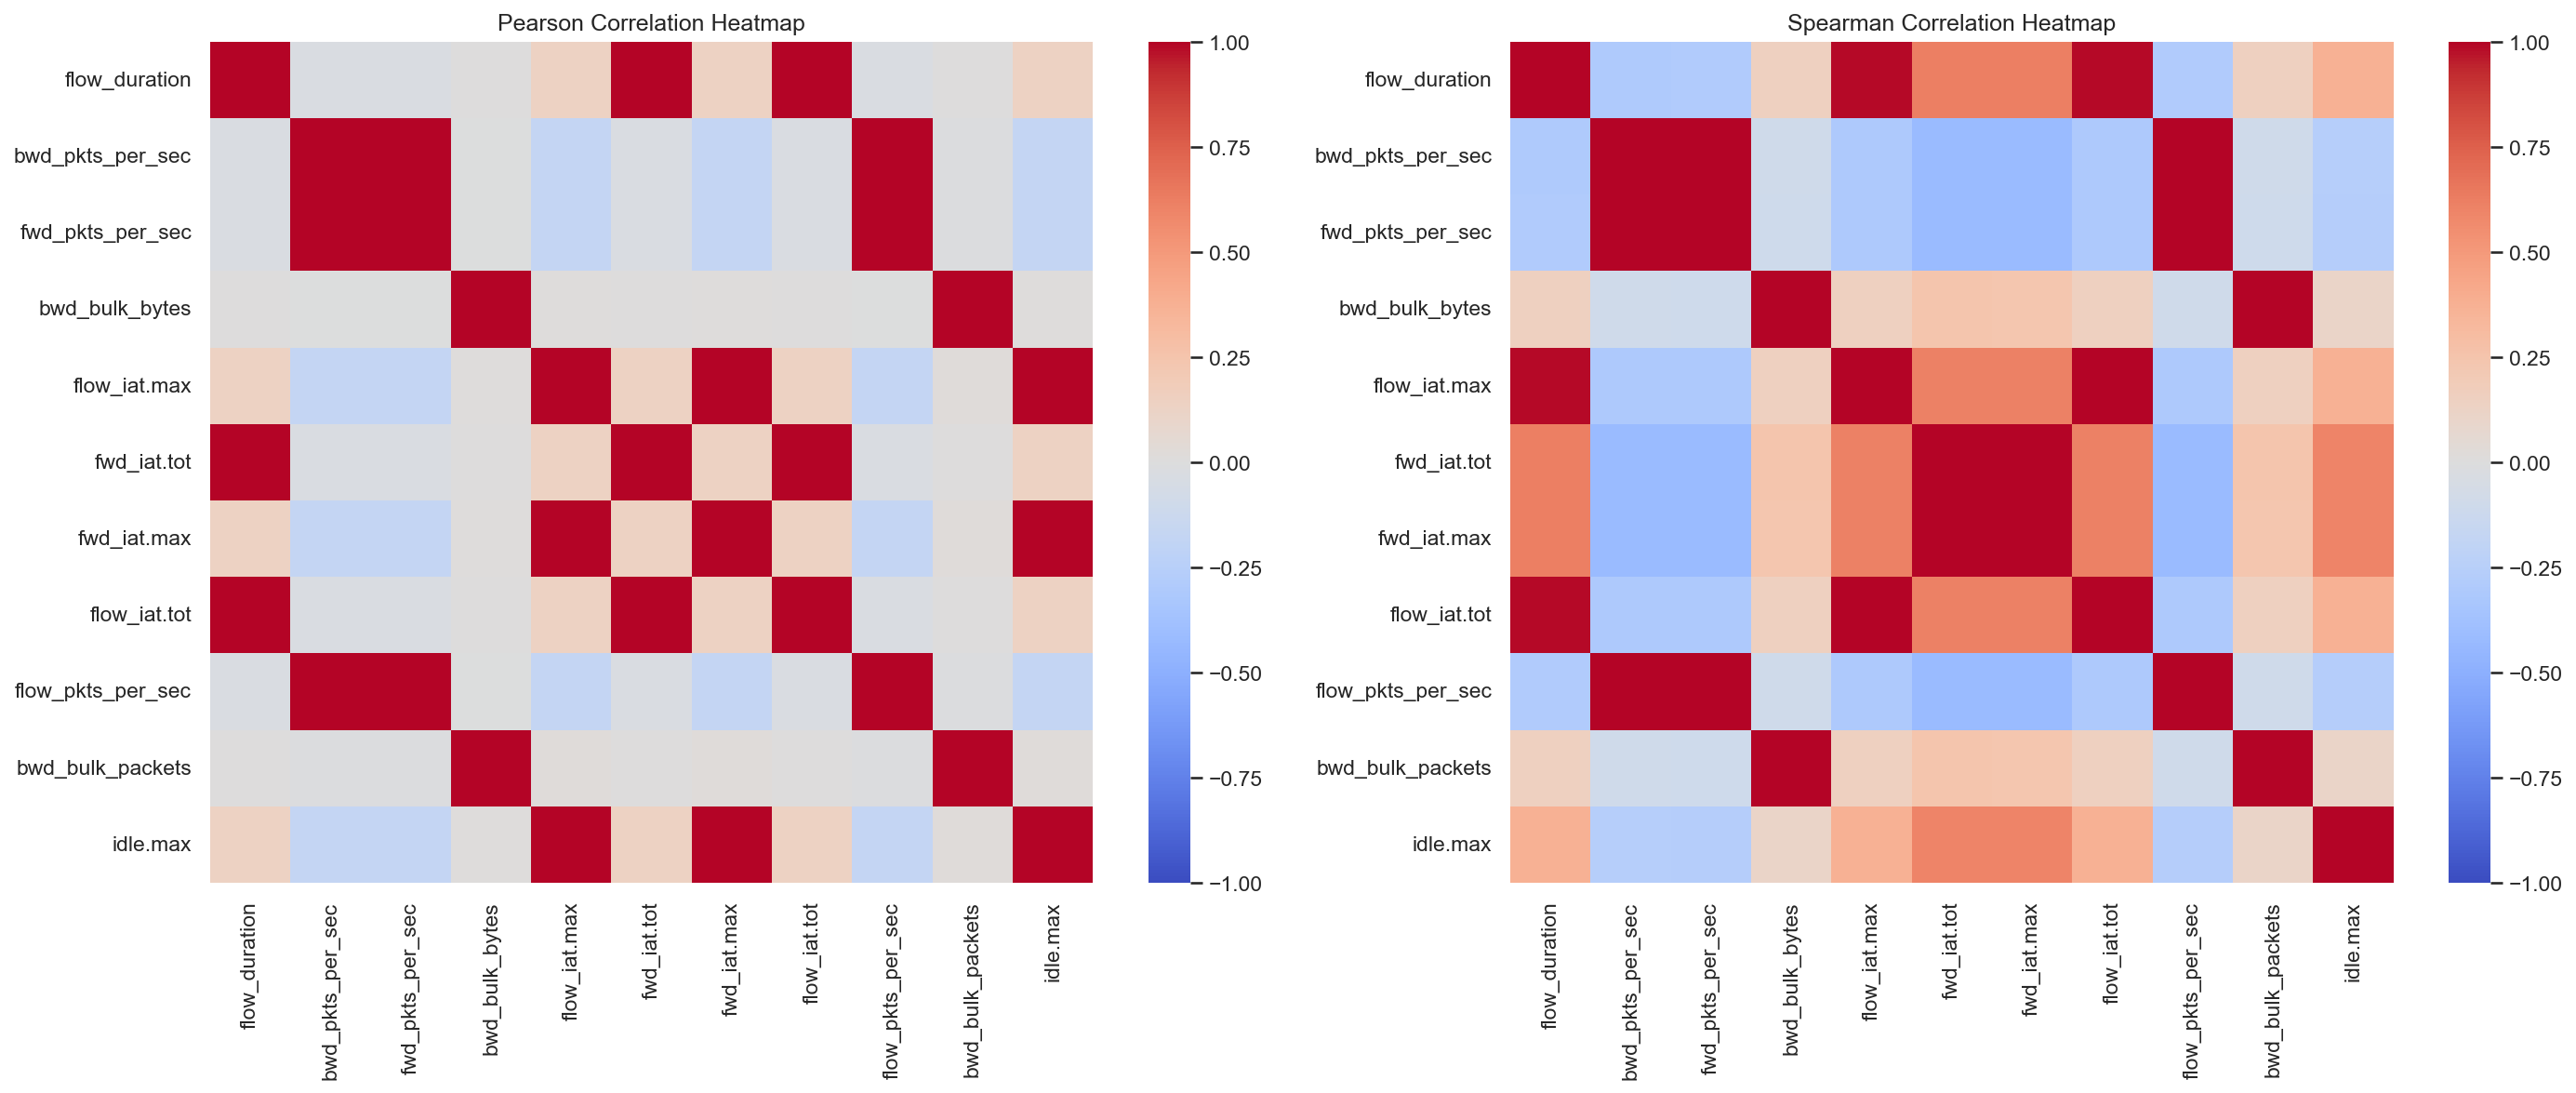 Pearson Correlation Heatmap
flow_duration
bwd_pkts_per_sec
fwd_pkts_per_sec
bwd_bulk_bytes
flow_iat.max
fwd_iat.tot
fwd_iat.max
flow_iat.tot
flow_pkts_per_sec
bwd_bulk_packets
idle.max
flow_duration
bwd_pkts_per_sec
fwd_pkts_per_sec
bwd_bulk_bytes
flow_iat.max
fwd_iat.tot
fwd_iat.max
flow_iat.tot
flow_pkts_per_sec
bwd_bulk_packets
idle.max
1.00
0.75
0.50
0.25
0.00
−0.25
−0.50
−0.75
−1.00
Spearman Correlation Heatmap
flow_duration
bwd_pkts_per_sec
fwd_pkts_per_sec
bwd_bulk_bytes
flow_iat.max
fwd_iat.tot
fwd_iat.max
flow_iat.tot
flow_pkts_per_sec
bwd_bulk_packets
idle.max
flow_duration
bwd_pkts_per_sec
fwd_pkts_per_sec
bwd_bulk_bytes
flow_iat.max
fwd_iat.tot
fwd_iat.max
flow_iat.tot
flow_pkts_per_sec
bwd_bulk_packets
idle.max
1.00
0.75
0.50
0.25
0.00
−0.25
−0.50
−0.75
−1.00